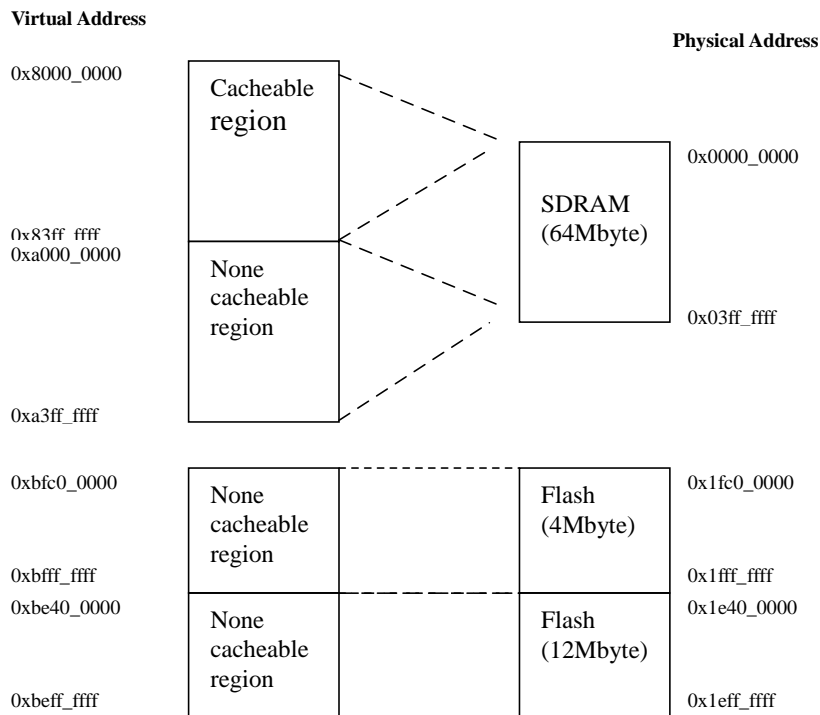 Virtual Address
Physical Address
0x8000_0000
Cacheable
region
0x0000_0000
SDRAM
(64Mbyte)
0x83ff_ffff
0xa000_0000
None
cacheable
region
0x03ff_ffff
0xa3ff_ffff
0xbfc0_0000
None
cacheable
region
Flash
(4Mbyte)
0x1fc0_0000
0xbfff_ffff
0x1fff_ffff
0xbe40_0000
None
cacheable
region
Flash
(12Mbyte)
0x1e40_0000
0xbeff_ffff
0x1eff_ffff